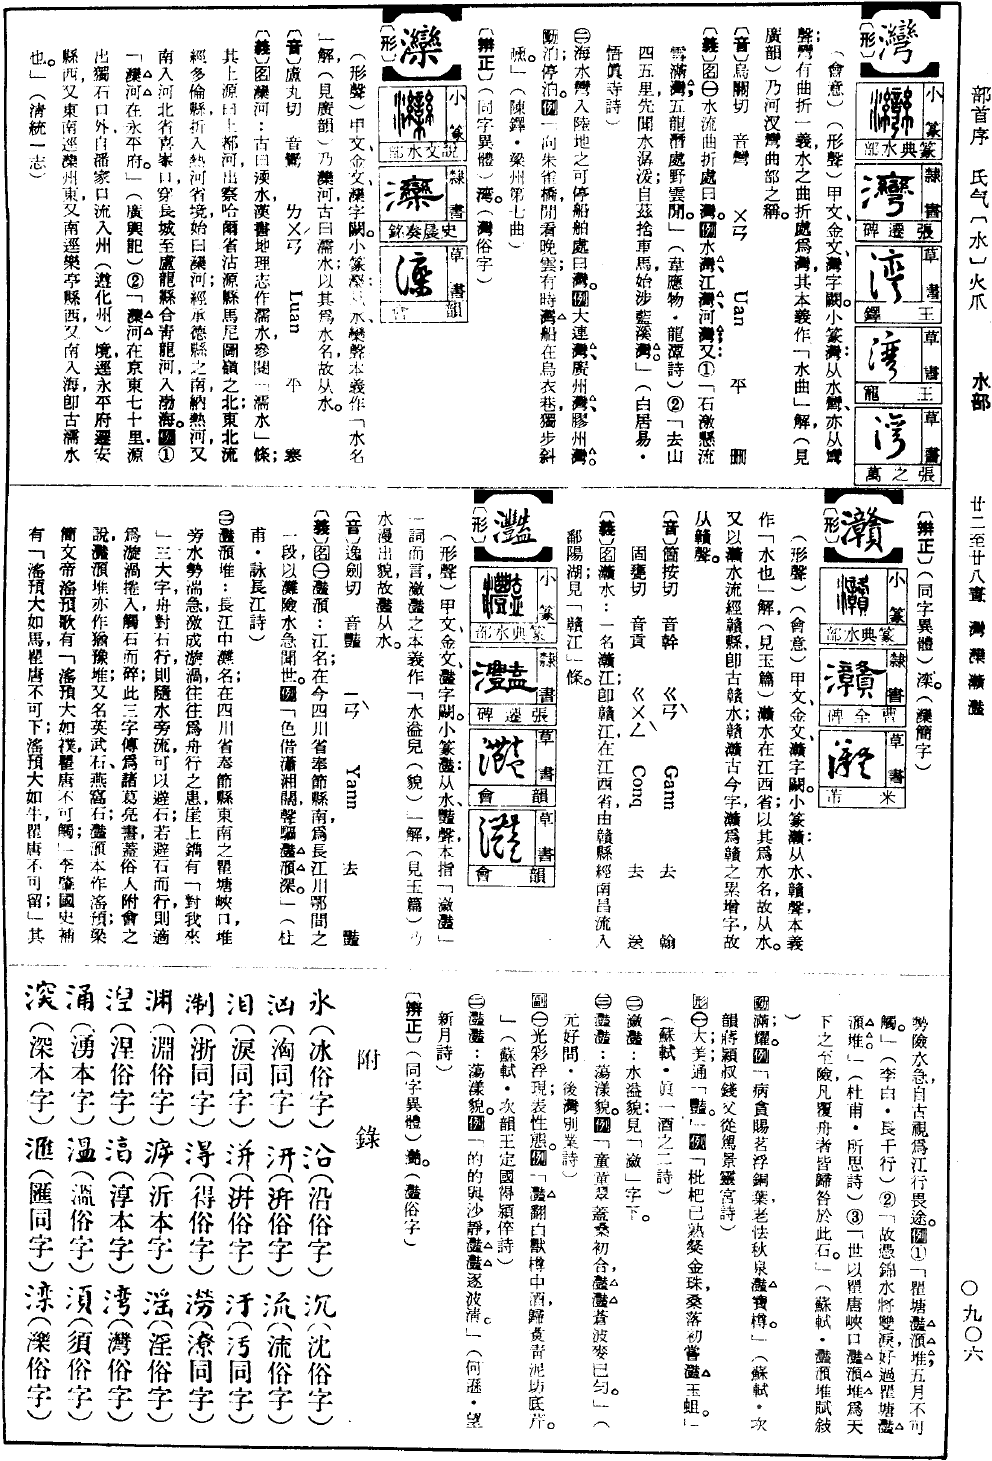 部首序　氏气「水」火爪　水部　廿二至廿八畫　灣灤灨灩　〇九〇六
灣
〔形〕
小篆　篆典水部
隸書　張遷碑
草書　王鐸
草書　王龍
草書　張之萬
（會意）（形聲）甲文、金文、灣字闕。小篆灣：从水、彎、亦从彎
聲；彎有曲折一義，水之曲折處爲灣；其本義作「水曲」解（見
廣韻）乃河汊彎曲部之稱。
〔音〕烏關切　音彎　ㄨㄢ　Uan　平　刪
〔義〕図㊀水流曲折處曰灣。例水灣、江灣、河灣；又：①「石激懸流
雪滿灣，五龍潛處野雲閒。」（韋應物・龍潭詩）②「去山
四五里，先聞水潺湲；自茲捨車馬，始涉藍溪灣。」（白居易・
悟眞寺詩）
㊁海水彎入陸地之可停船舶處曰灣。例大連灣、廣州灣、膠州灣。
動泊；停泊。例「向朱雀橋閒看晚雲，有時灣船在烏衣巷獨步斜
曛。」（陳鐸・梁州第七曲）
〔辨正〕（同字異體）湾。（灣俗字）
灤
〔形〕
小篆　說文水部
隸書　史晨奏銘
草書　韻會
（形聲）甲文、金文、灤字闕。小篆灤：从水、欒聲，本義作「水名
」解（見廣韻）乃灤河，古曰濡水，以其爲水名，故从水。
〔音〕盧丸切　音鸞　ㄌㄨㄢˊ　Luan　平　寒
〔義〕図灤河：古曰渜水，漢書地理志作濡水，參閱「濡水」條；
其上源曰上都河，出察哈爾省沽源縣馬尼圖嶺之北，東北流
經多倫縣折入熱河省境，始曰灤河；經承德縣之南，納熱河，又
南入河北省喜峯口，穿長城至盧龍縣合靑龍河入渤海。例①
「灤河在永平府。」（廣輿記）②「灤河在京東七十里，源
出獨石口外，自潘家口流入州（遵化州）境，逕永平府遷安
縣西，又東南逕灤州東，又南逕樂亭縣西，又南入海，卽古濡水
也。」（淸統一志）
〔辨正〕（同字異體）滦。（灤簡字）
灨
〔形〕
小篆　篆典水部
隸書　曹全碑
草書　米芾
（形聲）（會意）甲文、金文、灨字闕。小篆灨：从水、贛聲，本義
作「水也」解（見玉篇）灨水在江西省；以其爲水名，故从水。
又以灨水流經贛縣，卽古贛水；贛灨古今字，灨爲贛之累增字，故
从贛聲。
〔音〕簡按切　音幹　ㄍㄢˋ　Gann　去　翰
固甕切　音貢　ㄍㄨㄥˋ　Conq　去　送
〔義〕図灨水：一名灨江，卽贛江，在江西省，由贛縣經南昌流入
鄱陽湖，見「贛江」條。
灩
〔形〕
小篆　篆典水部
隸書　張遷碑
草書　韻會
草書　韻會
（形聲）甲文、金文、灩字闕。小篆灩：从水、豔聲，本指「瀲灩」
一詞而言；瀲灩之本義作「水溢皃（貌）」解（見玉篇）乃
水漫出貌，故灩从水。
〔音〕逸劍切　音豔　ㄧㄢˋ　Yann　去　豔
〔義〕図㊀灩澦：江名，在今四川省奉節縣南，爲長江川鄂間之
一段，以灘險水急聞世。例「色借瀟湘闊，聲驅灩澦深。」（杜
甫・詠長江詩）
㊁灩澦堆：長江中灘名，在四川省奉節縣東南之瞿塘峽口，堆
旁水勢湍急，激成旋渦，往往爲舟行之患；崖上鐫有「對我來
」三大字，舟對石行，則隨水旁流，可以避石；若避石而行，則適
爲旋渦捲入，觸石而碎；此三字傳爲諸葛亮書，蓋俗人附會之
說；灩澦堆亦作猶豫堆；又名英武石、燕窩石；灩澦本作滛預，梁
簡文帝滛預歌有「滛預大如襆，瞿唐不可觸」；李肇國史補
有「滛預大如馬，瞿唐不可下；滛預大如牛，瞿唐不可留」；其
勢險水急，自古視爲江行畏途。例①「瞿塘灩澦堆，五月不可
觸。」（李白・長干行）②「故憑錦水將雙淚，好過瞿塘灩
澦堆。」（杜甫・所思詩）③「世以瞿唐峽口灩澦堆爲天
下之至險，凡覆舟者皆歸咎於此石。」（蘇軾・灩澦堆賦敍
）
動滿；燿。例「病貪賜茗浮銅葉，老怯秋泉灩寶樽。」（蘇軾・次
韻蔣穎叔錢父從駕景靈宮詩）
形㊀大；美；通「豔。」例「枇杷已熟粲金珠，桑落初嘗灩玉蛆。」
（蘇軾・眞一酒之二詩）
㊁瀲灩：水溢貌；見「瀲」字下。
㊂灩灩：蕩漾貌。例「童童翠蓋桑初合，灩灩蒼波麥已勻。」（
元好問・後灣別業詩）
副㊀光彩浮現；表性態。例「灩翻白獸樽中酒，歸煮靑泥坊底芹。
」（蘇軾・次韻王定國得潁倅詩）
㊁灩灩：蕩漾貌。例「的的與沙靜，灩灩逐波淸。」（何遜・望
新月詩）
〔辨正〕（同字異體）滟。（灩俗字）
附錄
氷（冰俗字）㳂（沿俗字）沉（沈俗字）
汹（洶同字）汧（汧俗字）㳅（流俗字）
泪（淚同字）洴（洴俗字）汙（汚同字）
淛（浙同字）淂（得俗字）澇（潦同字）
渊（淵俗字）㴑（沂本字）滛（淫俗字）
湼（涅俗字）湻（淳本字）湾（灣俗字）
涌（湧本字）温（溫俗字）湏（須俗字）
㴱（深本字）滙（匯同字）滦（灤俗字）